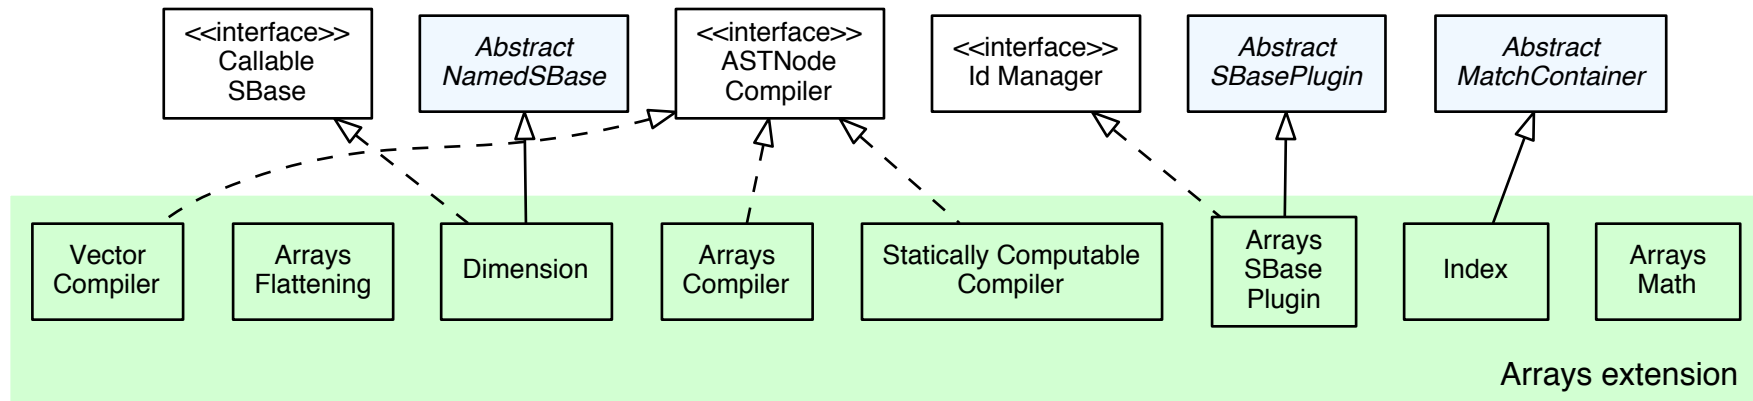 <<interface>>
Callable
SBase
Abstract
NamedSBase
<<interface>>
ASTNode
Compiler
<<interface>>
Id Manager
Abstract
SBasePlugin
Abstract
MatchContainer
Vector
Compiler
Arrays
Flattening
Dimension
Arrays
Compiler
Statically Computable
Compiler
Arrays
SBase
Plugin
Index
Arrays
Math
Arrays extension